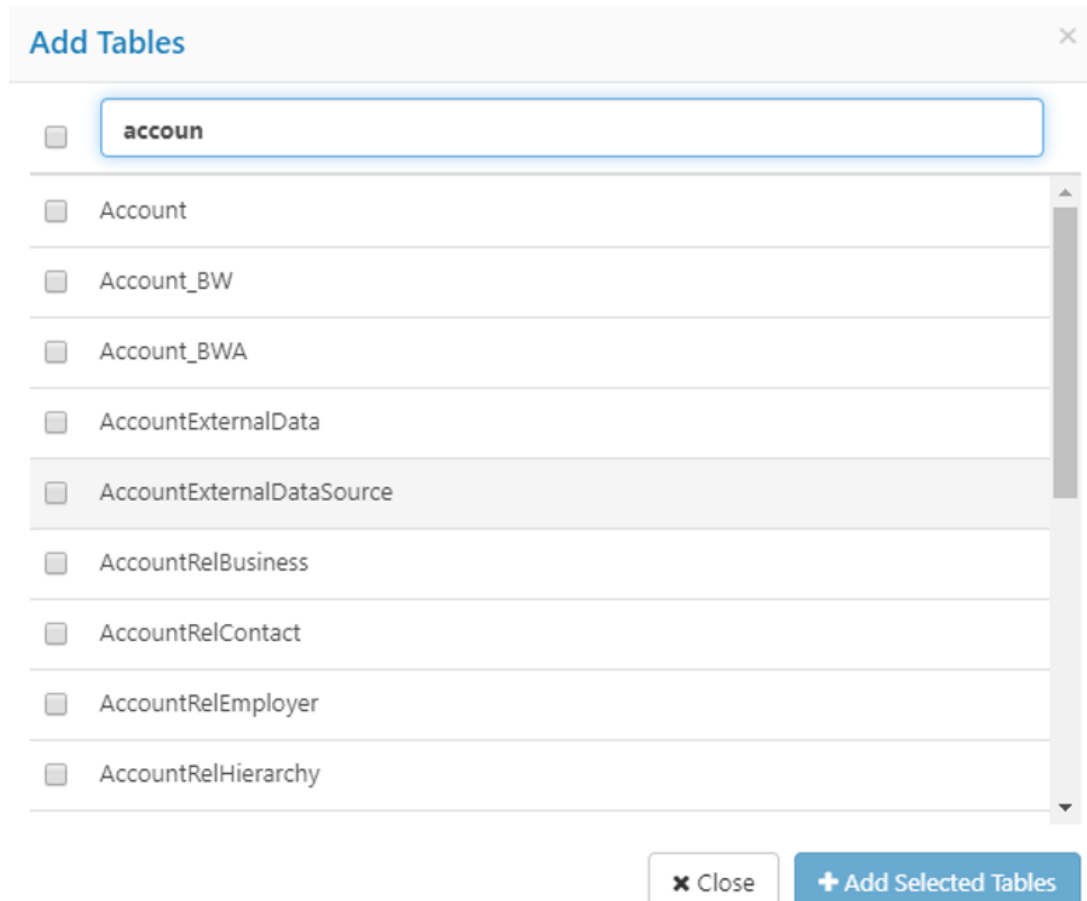 Add Tables
accoun
Account
Account_BW
Account_BWA
AccountExternalData
AccountExternalDataSource
AccountRelBusiness
AccountRelContact
AccountRelEmployer
AccountRelHierarchy
Close Add Selected Tables